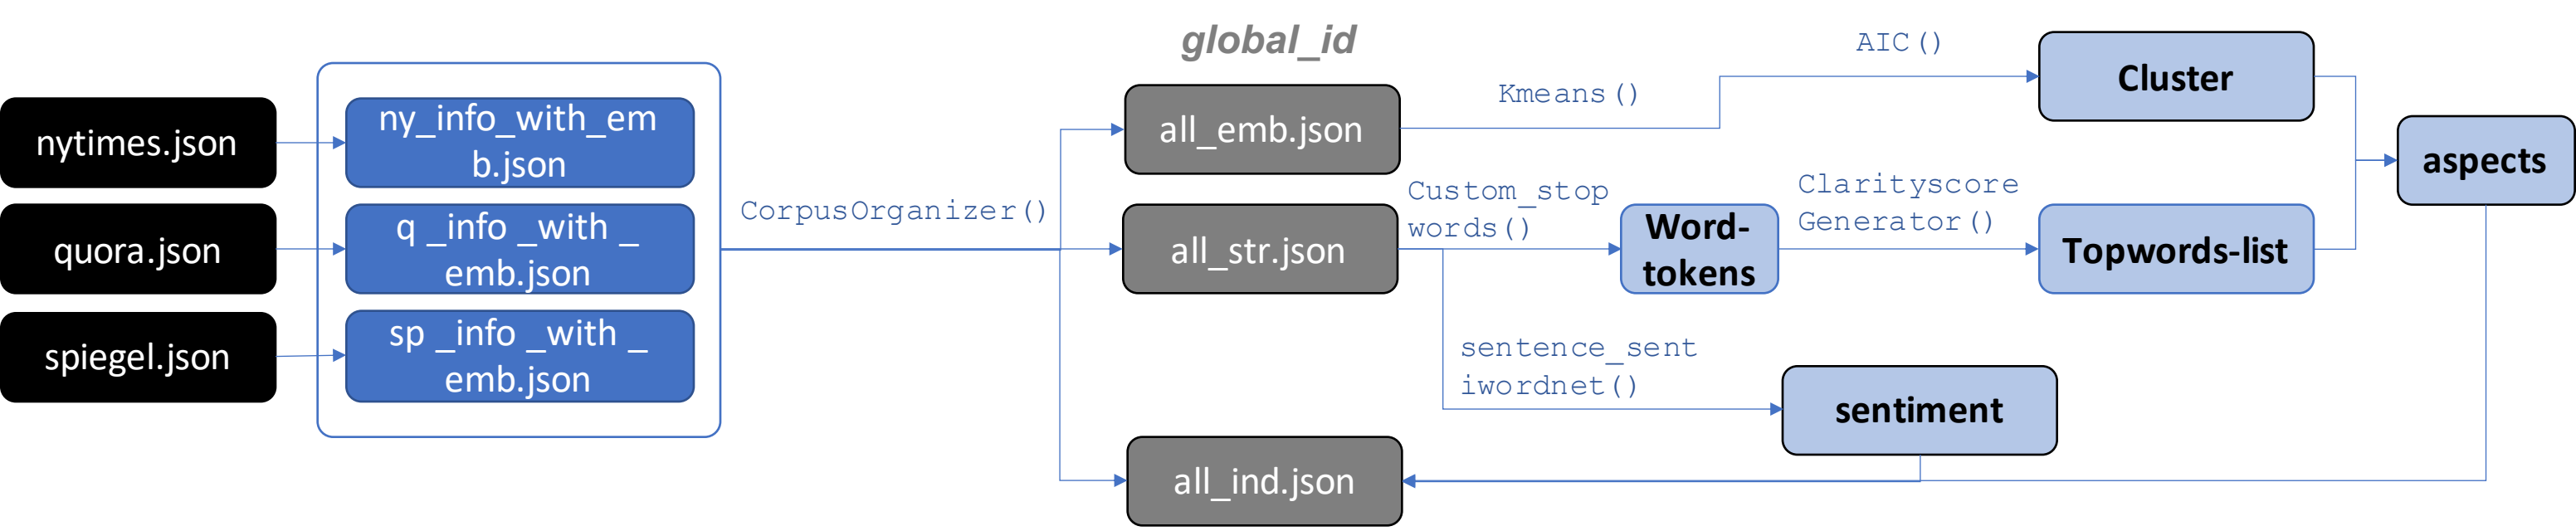 global_id
nytimes.json
quora.json
spiegel.json
ny_info_with_em
b.json
q _info _with _
emb.json
sp _info _with _
emb.json
CorpusOrganizer()
all_emb.json
all_str.json
all_ind.json
Kmeans()
AIC()
Cluster
Custom_stop
words()
Word-
tokens
Clarityscore
Generator()
Topwords-list
aspects
sentence_sent
iwordnet()
sentiment